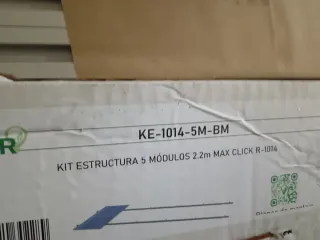 R
KE-1014-5M-BM
KIT ESTRUCTURA 5 MÓDULOS 2.2m MAX CLICK R-1014